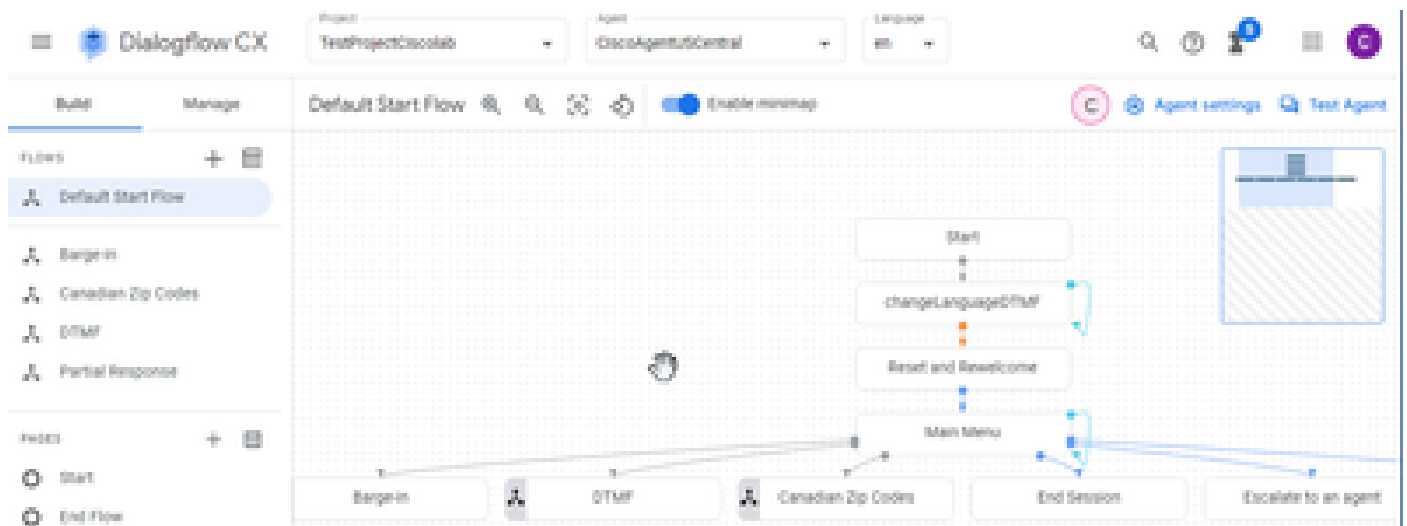 Project
Agent
Language
Dialogflow CX
TestProjectCiscolab
CiscoAgentUSCentral
en
C
Build
Manage
Default Start Flow
Enable minimap
C
Agent settings
Test Agent
FLOWS
Default Start Flow
Barge-in
Canadian Zip Codes
DTMF
Partial Response
PAGES
Start
End Flow
Start
changeLanguageDTMF
Reset and Rewelcome
Main Menu
Barge-in
DTMF
Canadian Zip Codes
End Session
Escalate to an agent